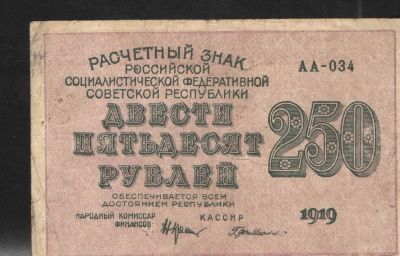 РАСЧЕТНЫЙ ЗНАК
РОССИЙСКОЙ
СОЦИАЛИСТИЧЕСКОЙ ФЕДЕРАТИВНОЙ
СОВЕТСКОЙ РЕСПУБЛИКИ
АА-034
ДВЕСТИ
ПЯТЬДЕСЯТ
РУБЛЕЙ
250
ОБЕСПЕЧИВАЕТСЯ ВСЕМ
ДОСТОЯНИЕМ РЕСПУБЛИКИ
НАРОДНЫЙ КОМИССАР
ФИНАНСОВ
КАССИР
1919